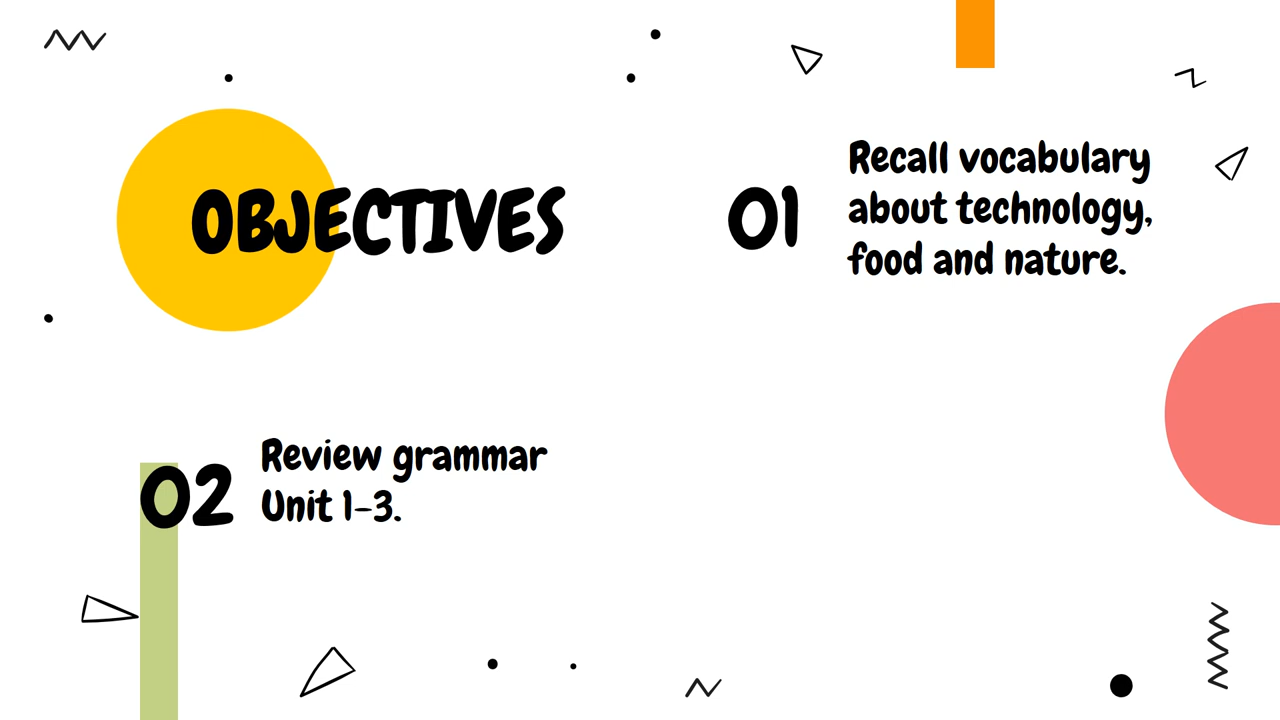 OBJECTIVES
01
Recall vocabulary
about technology,
food and nature.
02
Review grammar
Unit 1-3.